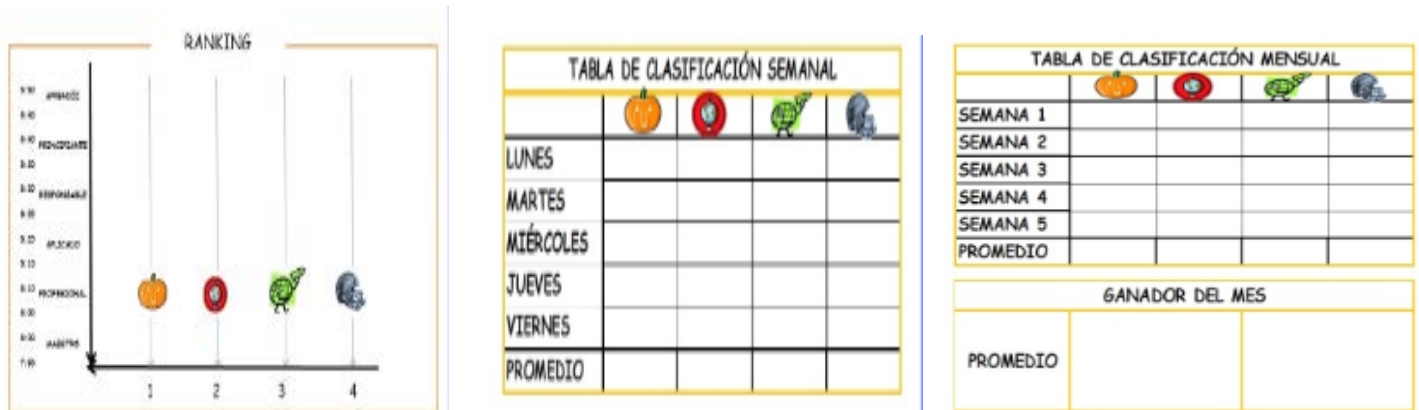 RANKING
APRENDIZ
PRINCIPIANTE
RESPONSABLE
APLICADO
PROFESIONAL
MAESTRO
1 2 3 4
TABLA DE CLASIFICACIÓN SEMANAL
LUNES
MARTES
MIÉRCOLES
JUEVES
VIERNES
PROMEDIO
TABLA DE CLASIFICACIÓN MENSUAL
SEMANA 1
SEMANA 2
SEMANA 3
SEMANA 4
SEMANA 5
PROMEDIO
GANADOR DEL MES
PROMEDIO